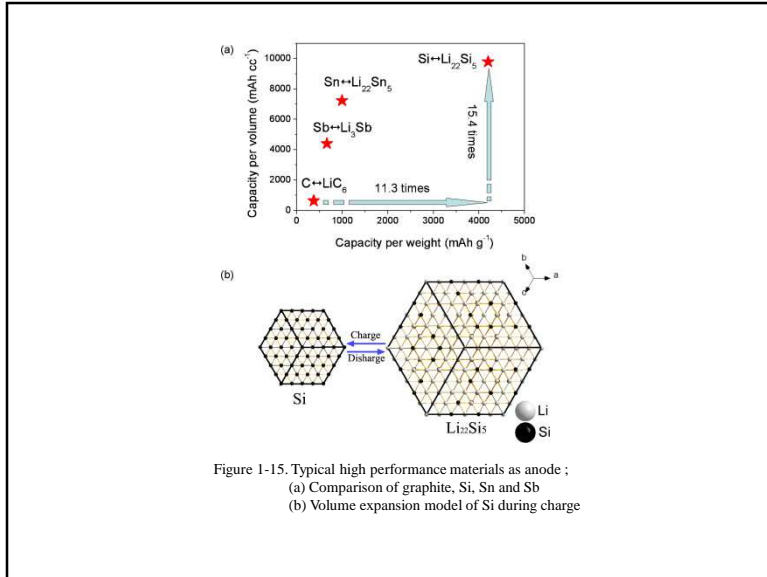 (a)
Capacity per volume (mAh cc⁻¹)
10000
8000
6000
4000
2000
0
Si↔Li₂₂Si₅
Sn↔Li₂₂Sn₅
Sb↔Li₃Sb
C↔LiC₆
11.3 times
15.4 times
0 1000 2000 3000 4000 5000
Capacity per weight (mAh g⁻¹)
(b)
b
a
c
Charge
Disharge
Si
Li₂₂Si₅
Li
Si
Figure 1-15. Typical high performance materials as anode ;
(a) Comparison of graphite, Si, Sn and Sb
(b) Volume expansion model of Si during charge